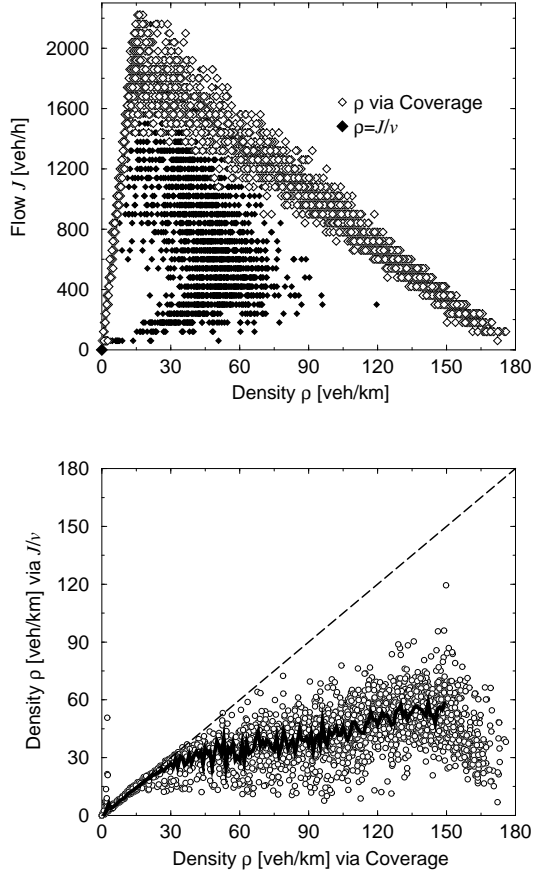 2000
1600
1200
800
400
0
Flow J [veh/h]
ρ via Coverage
ρ=J/v
0 30 60 90 120 150 180
Density ρ [veh/km]
180
150
120
90
60
30
0
Density ρ [veh/km] via J/v
0 30 60 90 120 150 180
Density ρ [veh/km] via Coverage